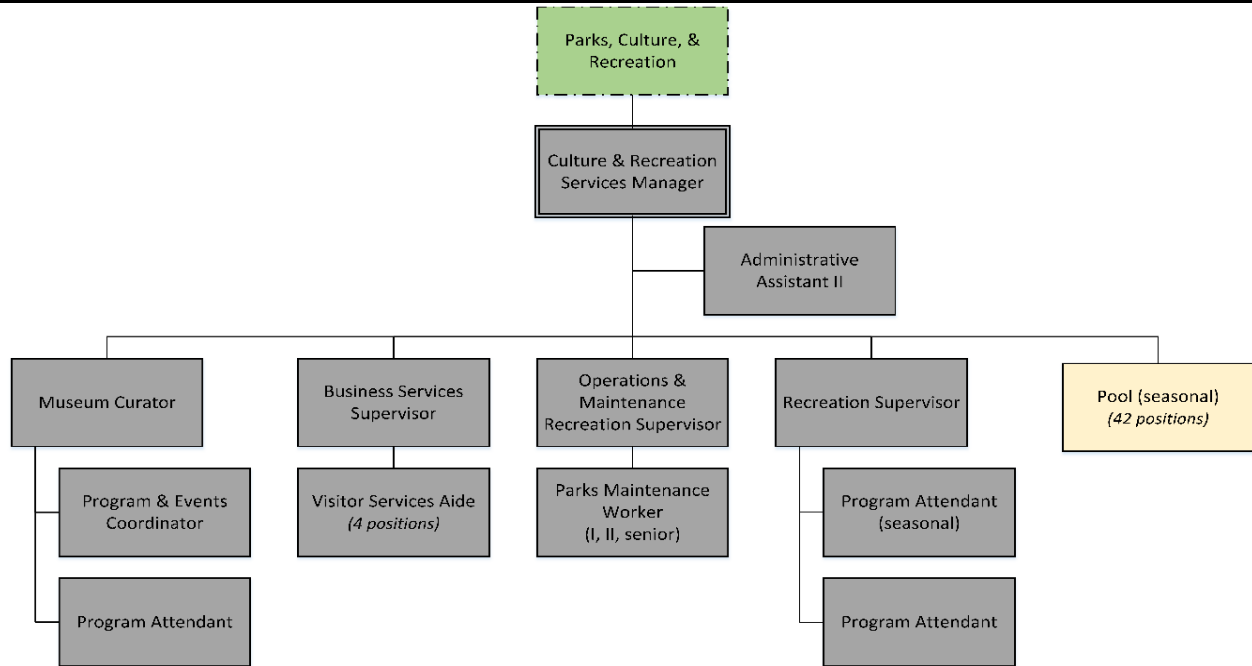 Parks, Culture, &
Recreation
Culture & Recreation
Services Manager
Administrative
Assistant II
Museum Curator
Business Services
Supervisor
Operations &
Maintenance
Recreation Supervisor
Recreation Supervisor
Pool (seasonal)
(42 positions)
Program & Events
Coordinator
Visitor Services Aide
(4 positions)
Parks Maintenance
Worker
(I, II, senior)
Program Attendant
(seasonal)
Program Attendant
Program Attendant